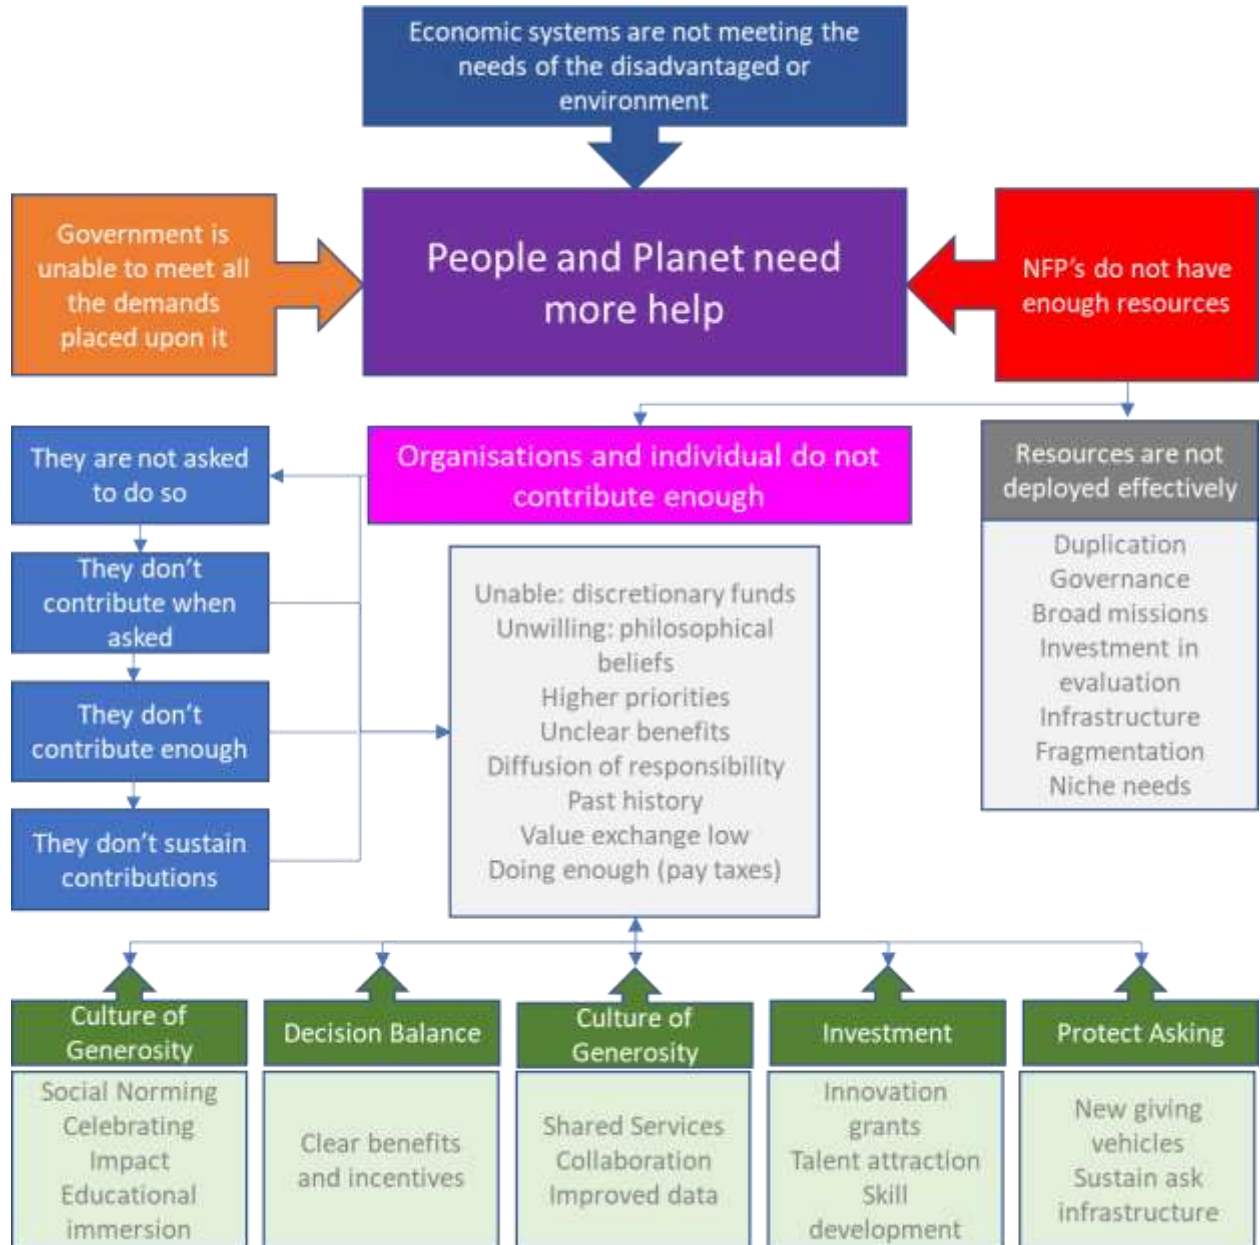 Economic systems are not meeting the
needs of the disadvantaged or
environment
Government is
unable to meet all
the demands
placed upon it
People and Planet need
more help
NFP's do not have
enough resources
They are not asked
to do so
Organisations and individual do not
contribute enough
Resources are not
deployed effectively
They don't
contribute when
asked
They don't
contribute enough
They don't sustain
contributions
Unable: discretionary funds
Unwilling: philosophical
beliefs
Higher priorities
Unclear benefits
Diffusion of responsibility
Past history
Value exchange low
Doing enough (pay taxes)
Duplication
Governance
Broad missions
Investment in
evaluation
Infrastructure
Fragmentation
Niche needs
Culture of
Generosity
Social Norming
Celebrating
Impact
Educational
immersion
Decision Balance
Clear benefits
and incentives
Culture of
Generosity
Shared Services
Collaboration
Improved data
Investment
Innovation
grants
Talent attraction
Skill
development
Protect Asking
New giving
vehicles
Sustain ask
infrastructure